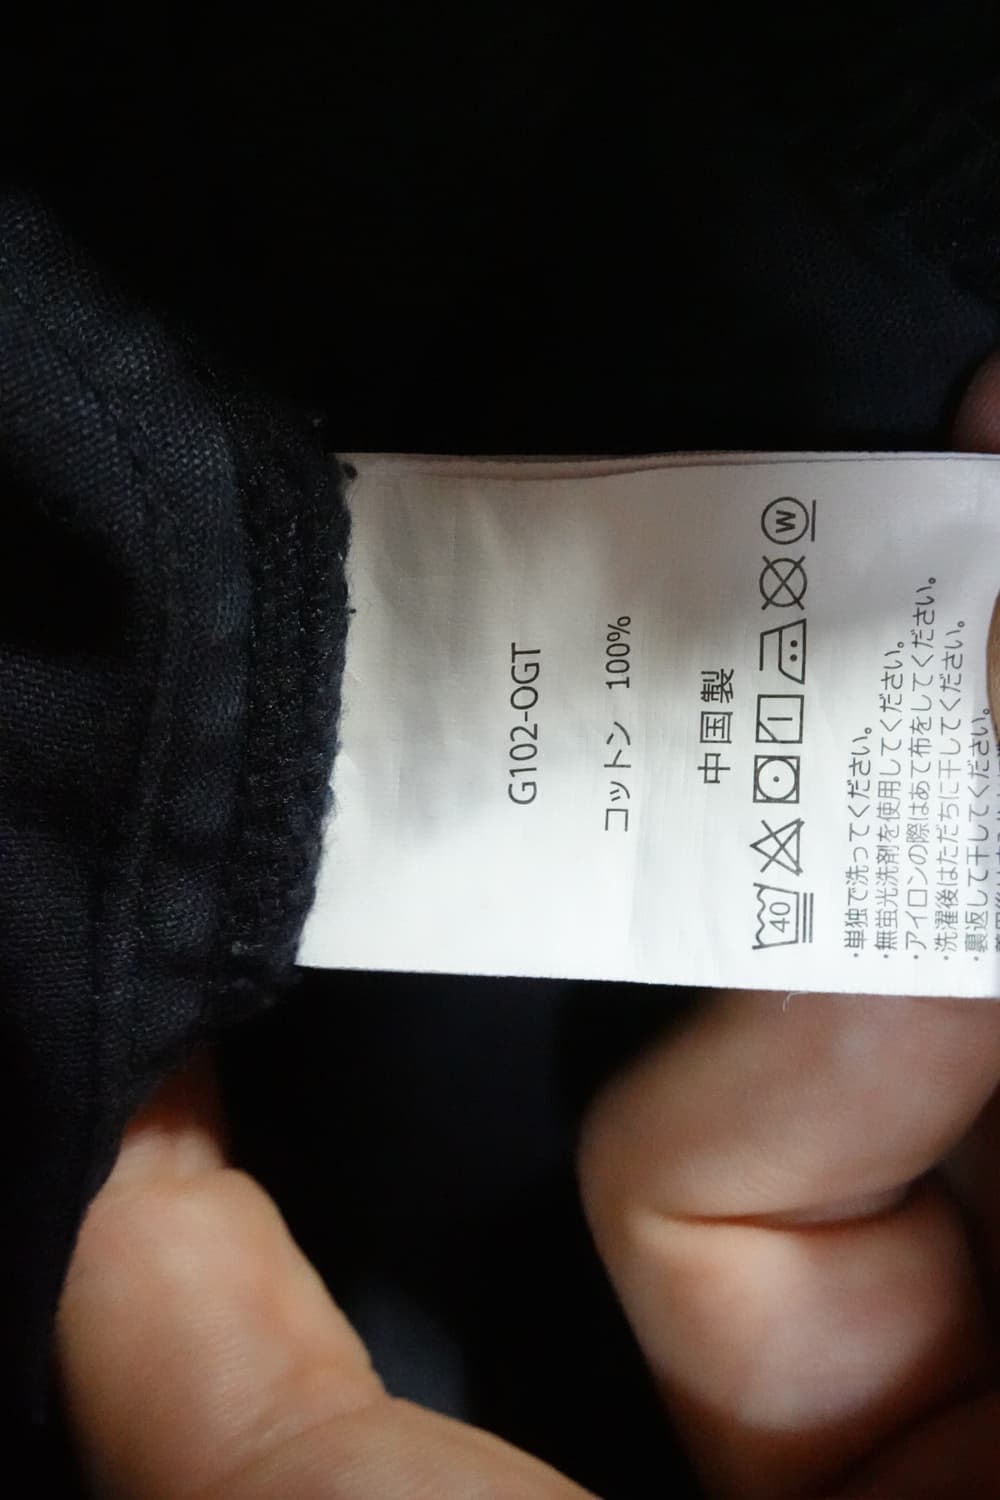 G102-OGT
コットン 100%
中国製
40
W
・単独で洗ってください。
・無蛍光洗剤を使用してください。
・アイロンの際はあて布をしてください。
・洗濯後はただちに干してください。
・裏返して干してください。